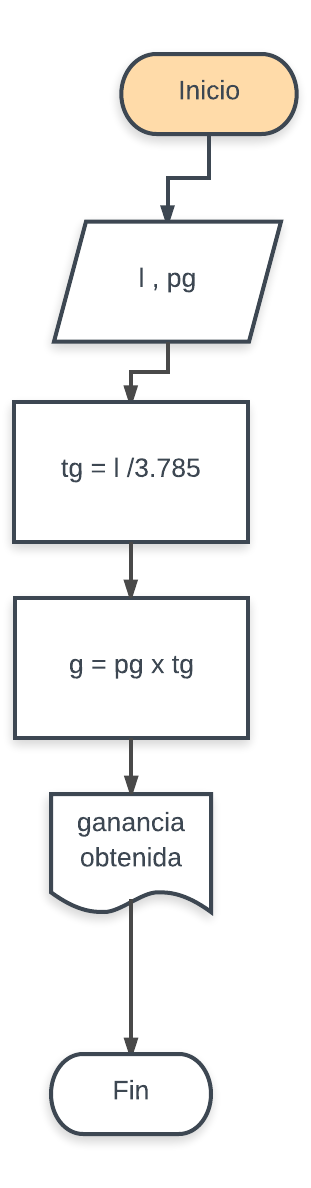 Inicio
l , pg
tg = l /3.785
g = pg x tg
ganancia
obtenida
Fin